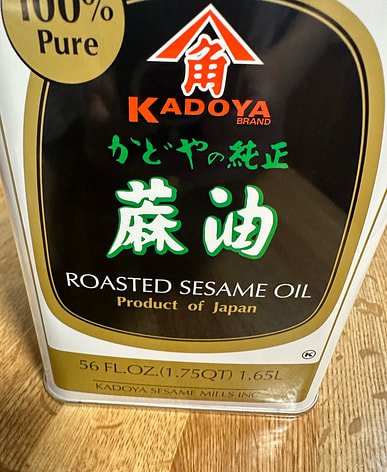 100%
Pure
角
KADOYA
BRAND
かどやの純正
蔴油
ROASTED SESAME OIL
Product of Japan
K
56 FL.OZ.(1.75QT) 1.65L
KADOYA SESAME MILLS INC.